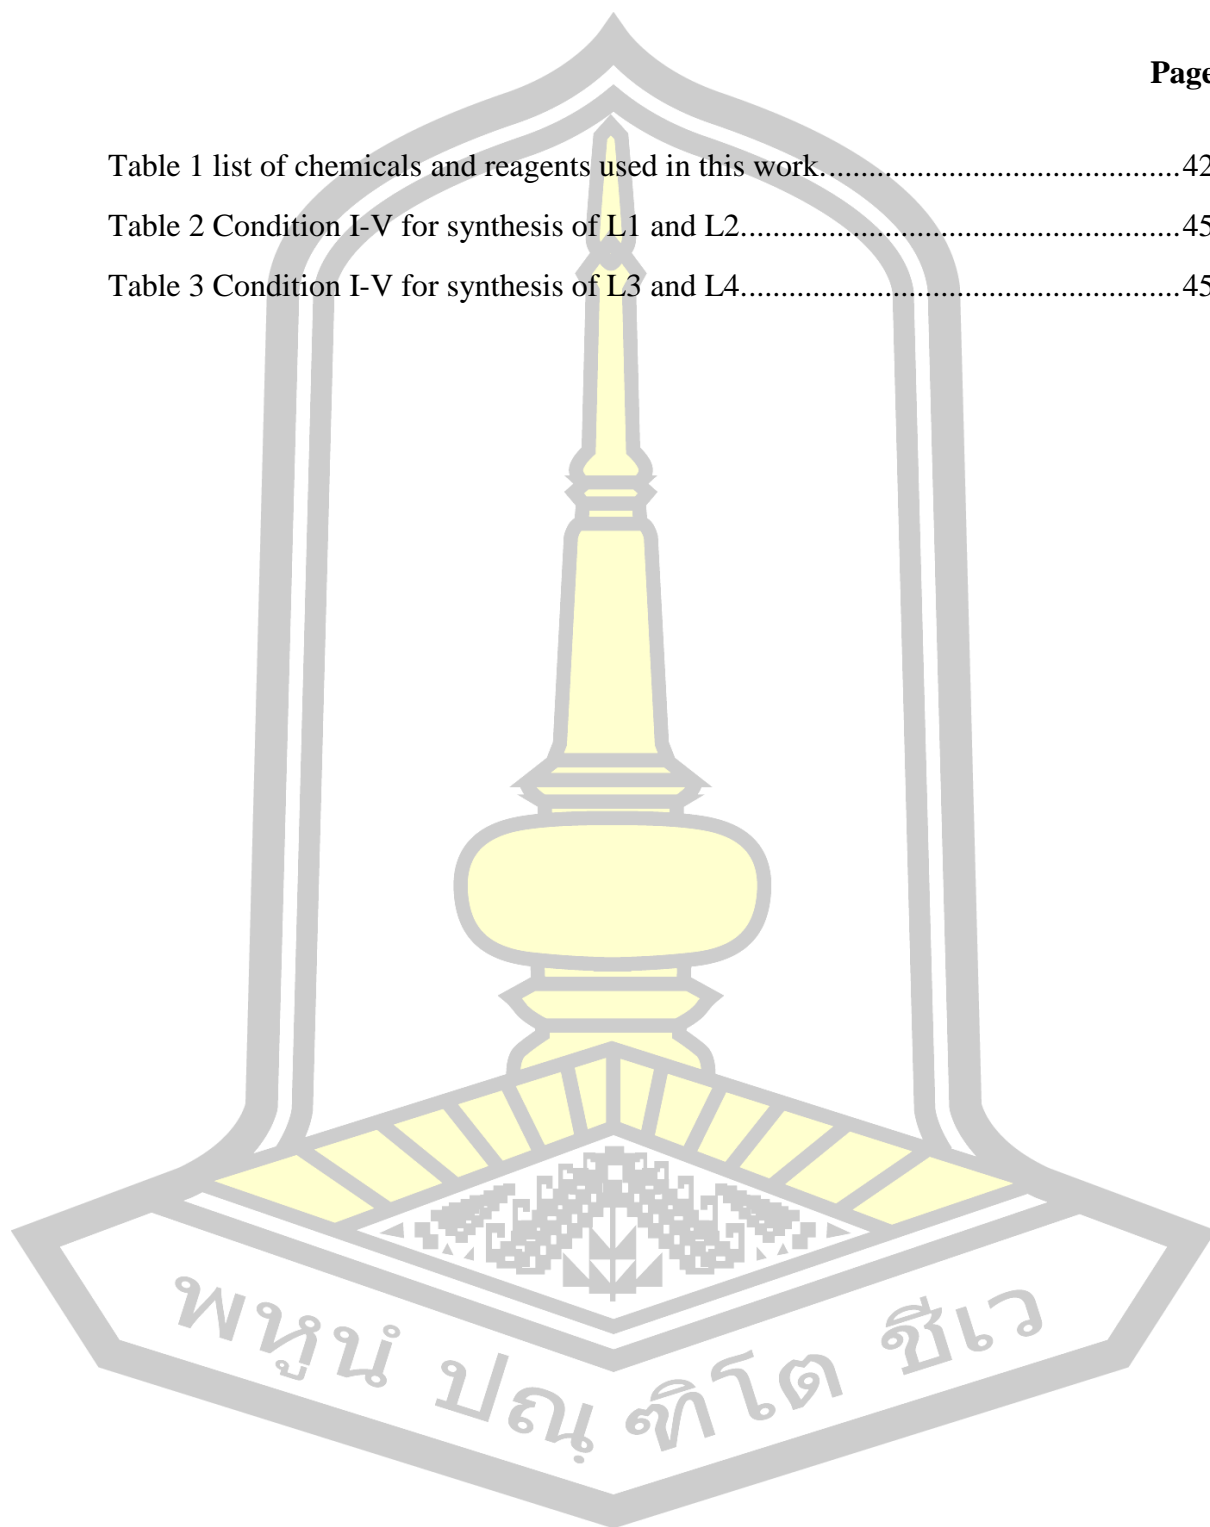 Page
Table 1 list of chemicals and reagents used in this work.....................................42
Table 2 Condition I-V for synthesis of L1 and L2..............................................45
Table 3 Condition I-V for synthesis of L3 and L4..............................................45
พหูนํ ปณฺฑิโต ชีเว